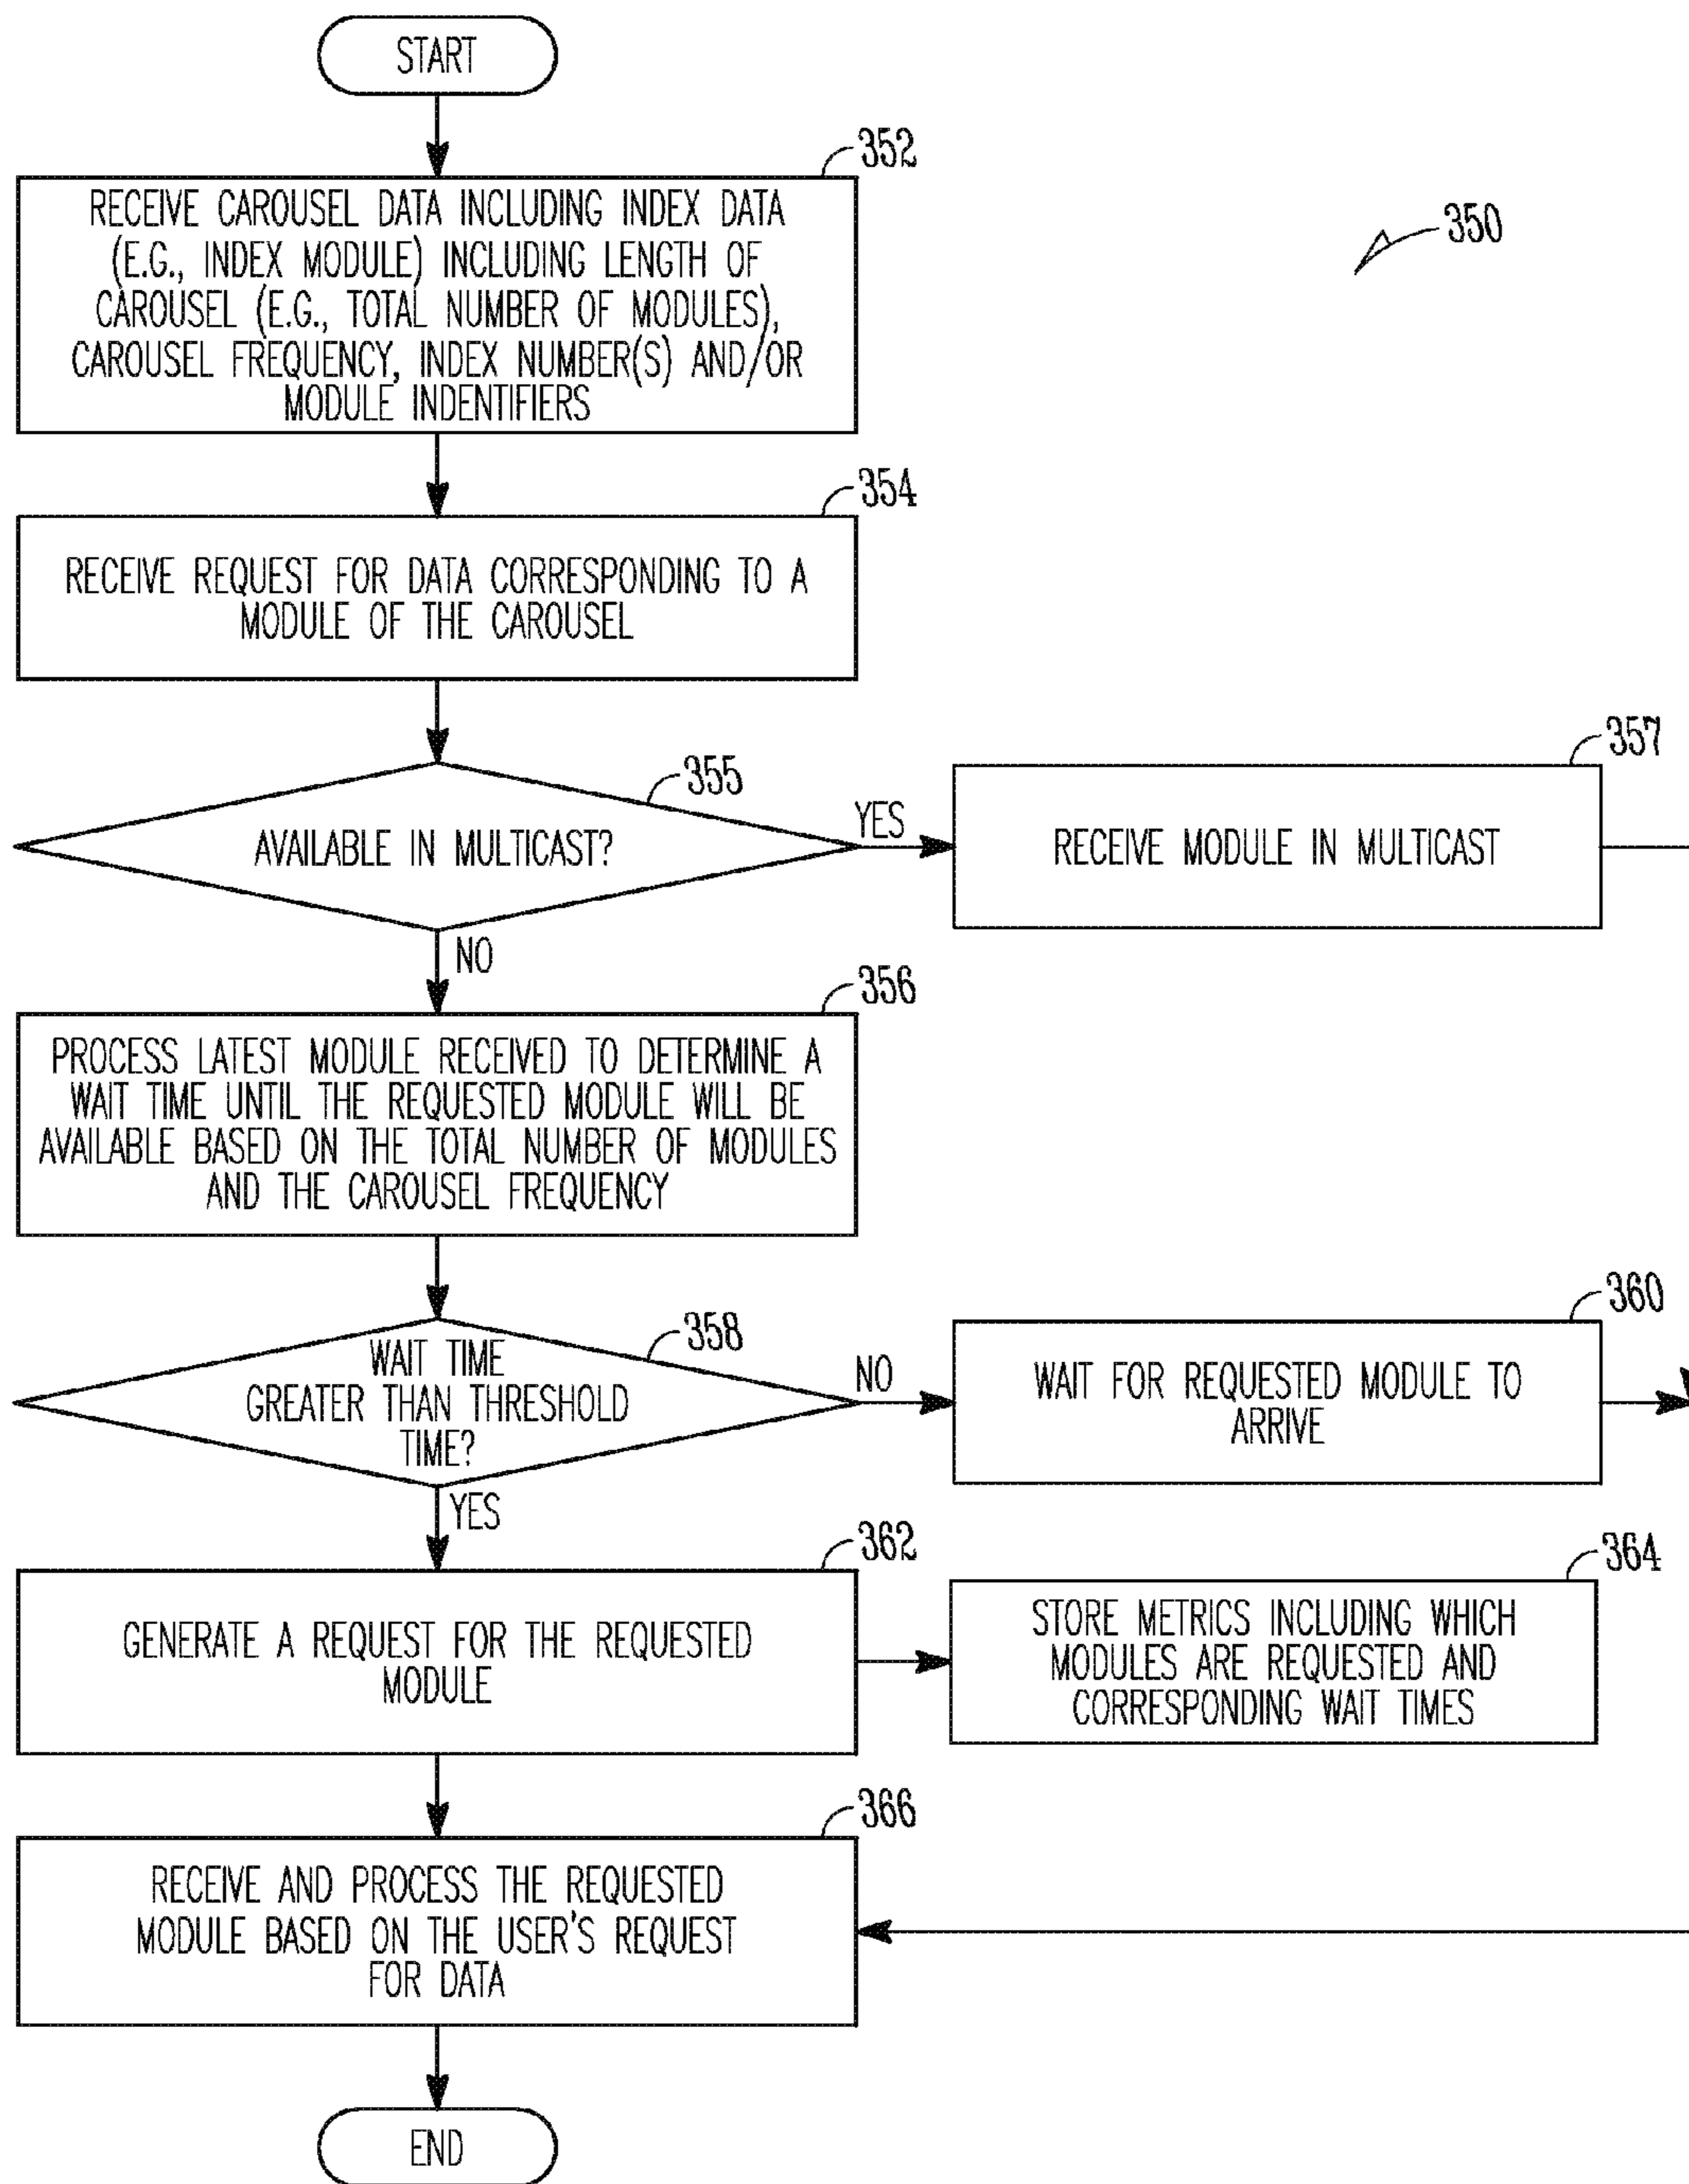 START
352
RECEIVE CAROUSEL DATA INCLUDING INDEX DATA
(E.G., INDEX MODULE) INCLUDING LENGTH OF
CAROUSEL (E.G., TOTAL NUMBER OF MODULES),
CAROUSEL FREQUENCY, INDEX NUMBER(S) AND/OR
MODULE INDENTIFIERS
350
354
RECEIVE REQUEST FOR DATA CORRESPONDING TO A
MODULE OF THE CAROUSEL
355
AVAILABLE IN MULTICAST?
YES
357
RECEIVE MODULE IN MULTICAST
NO
356
PROCESS LATEST MODULE RECEIVED TO DETERMINE A
WAIT TIME UNTIL THE REQUESTED MODULE WILL BE
AVAILABLE BASED ON THE TOTAL NUMBER OF MODULES
AND THE CAROUSEL FREQUENCY
358
WAIT TIME
GREATER THAN THRESHOLD
TIME?
NO
360
WAIT FOR REQUESTED MODULE TO
ARRIVE
YES
362
GENERATE A REQUEST FOR THE REQUESTED
MODULE
364
STORE METRICS INCLUDING WHICH
MODULES ARE REQUESTED AND
CORRESPONDING WAIT TIMES
366
RECEIVE AND PROCESS THE REQUESTED
MODULE BASED ON THE USER'S REQUEST
FOR DATA
END